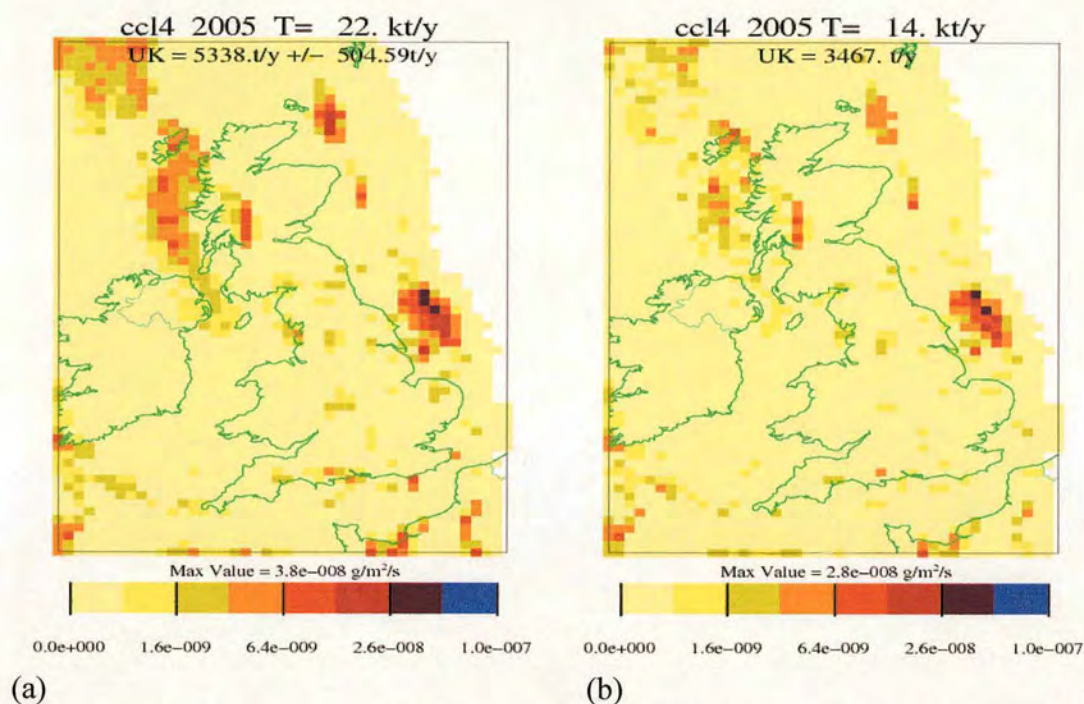 ccl4 2005 T= 22. kt/y
UK = 5338.t/y +/− 504.59t/y
Max Value = 3.8e−008 g/m²/s
0.0e+000 1.6e−009 6.4e−009 2.6e−008 1.0e−007
(a)
ccl4 2005 T= 14. kt/y
UK = 3467. t/y
Max Value = 2.8e−008 g/m²/s
0.0e+000 1.6e−009 6.4e−009 2.6e−008 1.0e−007
(b)